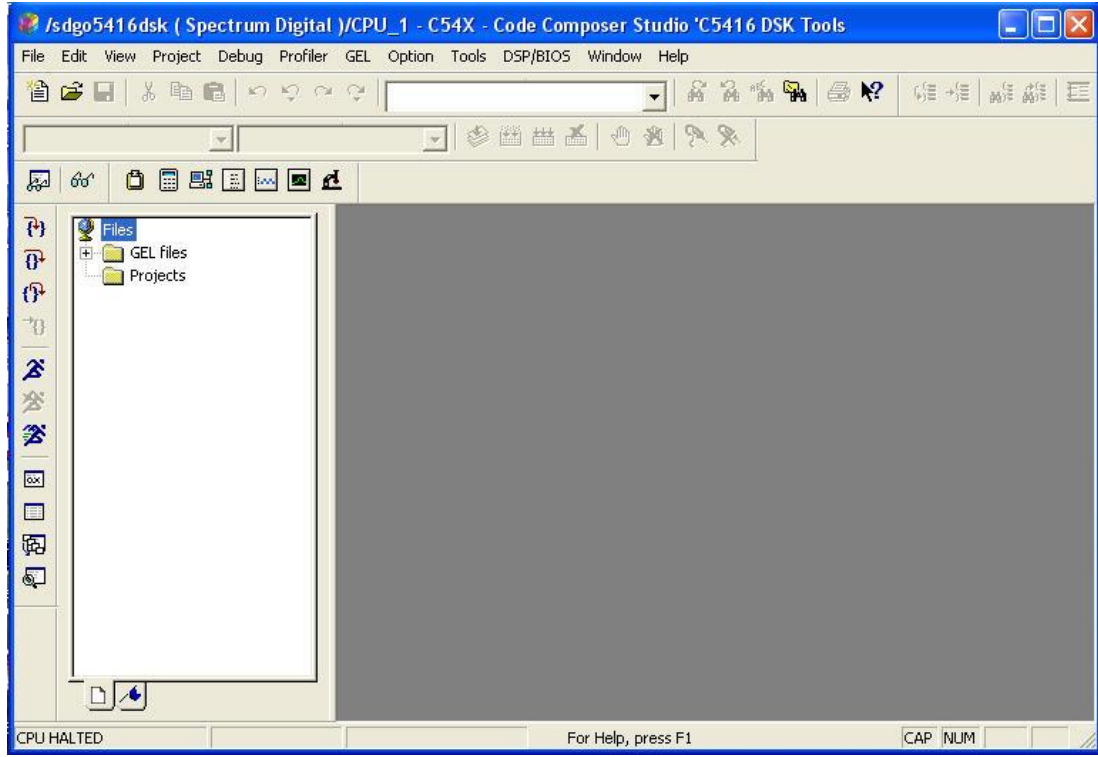 /sdgo5416dsk ( Spectrum Digital )/CPU_1 - C54X - Code Composer Studio 'C5416 DSK Tools
File Edit View Project Debug Profiler GEL Option Tools DSP/BIOS Window Help
Files
GEL files
Projects
CPU HALTED For Help, press F1 CAP NUM